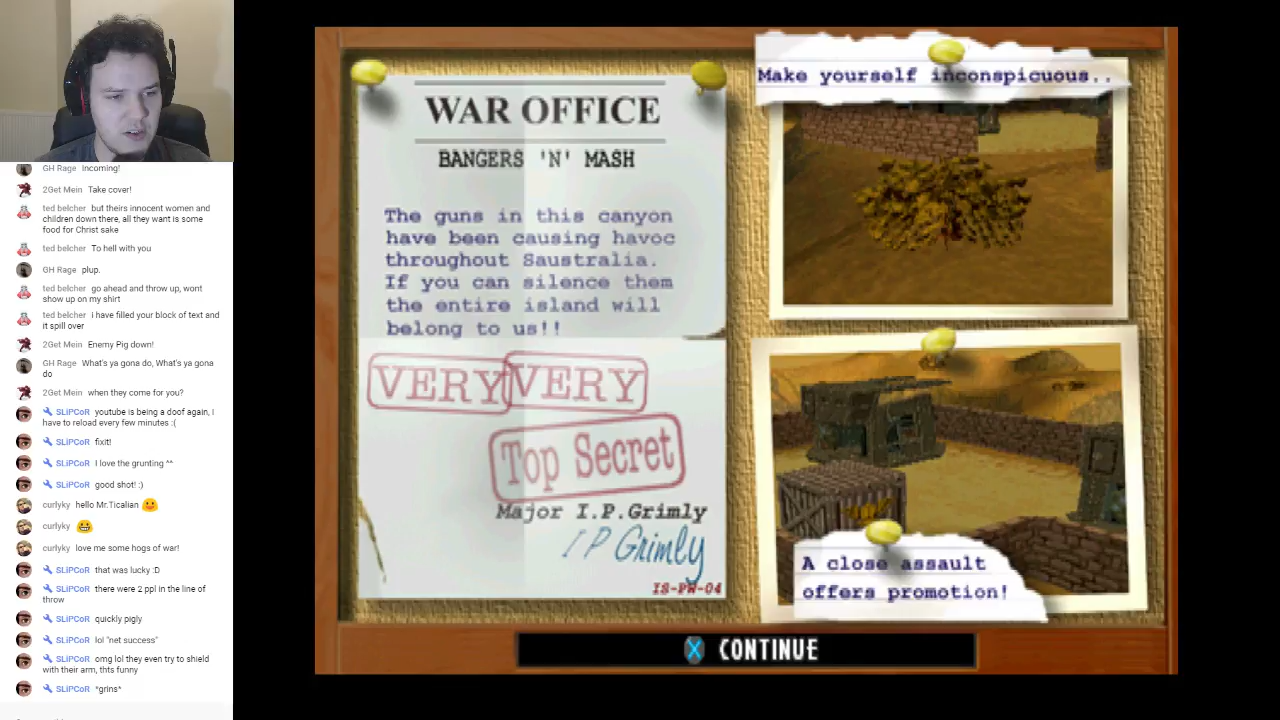 GH Rage Incoming!
2Get Mein Take cover!
ted belcher but theirs innocent women and
children down there, all they want is some
food for Christ sake
ted belcher To hell with you
GH Rage plup.
ted belcher go ahead and throw up, wont
show up on my shirt
ted belcher i have filled your block of text and
it spill over
2Get Mein Enemy Pig down!
GH Rage What's ya gona do, What's ya gona
do
2Get Mein when they come for you?
SLiPCoR youtube is being a doof again, I
have to reload every few minutes :(
SLiPCoR fixit!
SLiPCoR I love the grunting ^^
SLiPCoR good shot! :)
curlyky hello Mr.Ticalian
curlyky
curlyky love me some hogs of war!
SLiPCoR that was lucky :D
SLiPCoR there were 2 ppl in the line of
throw
SLiPCoR quickly pigly
SLiPCoR lol "net success"
SLiPCoR omg lol they even try to shield
with their arm, thts funny
SLiPCoR *grins*
WAR OFFICE
BANGERS 'N' MASH
The guns in this canyon
have been causing havoc
throughout Saustralia.
If you can silence them
the entire island will
belong to us!!
VERY VERY
Top Secret
Major I.P.Grimly
I P Grimly
IS-PW-04
Make yourself inconspicuous..
A close assault
offers promotion!
X CONTINUE